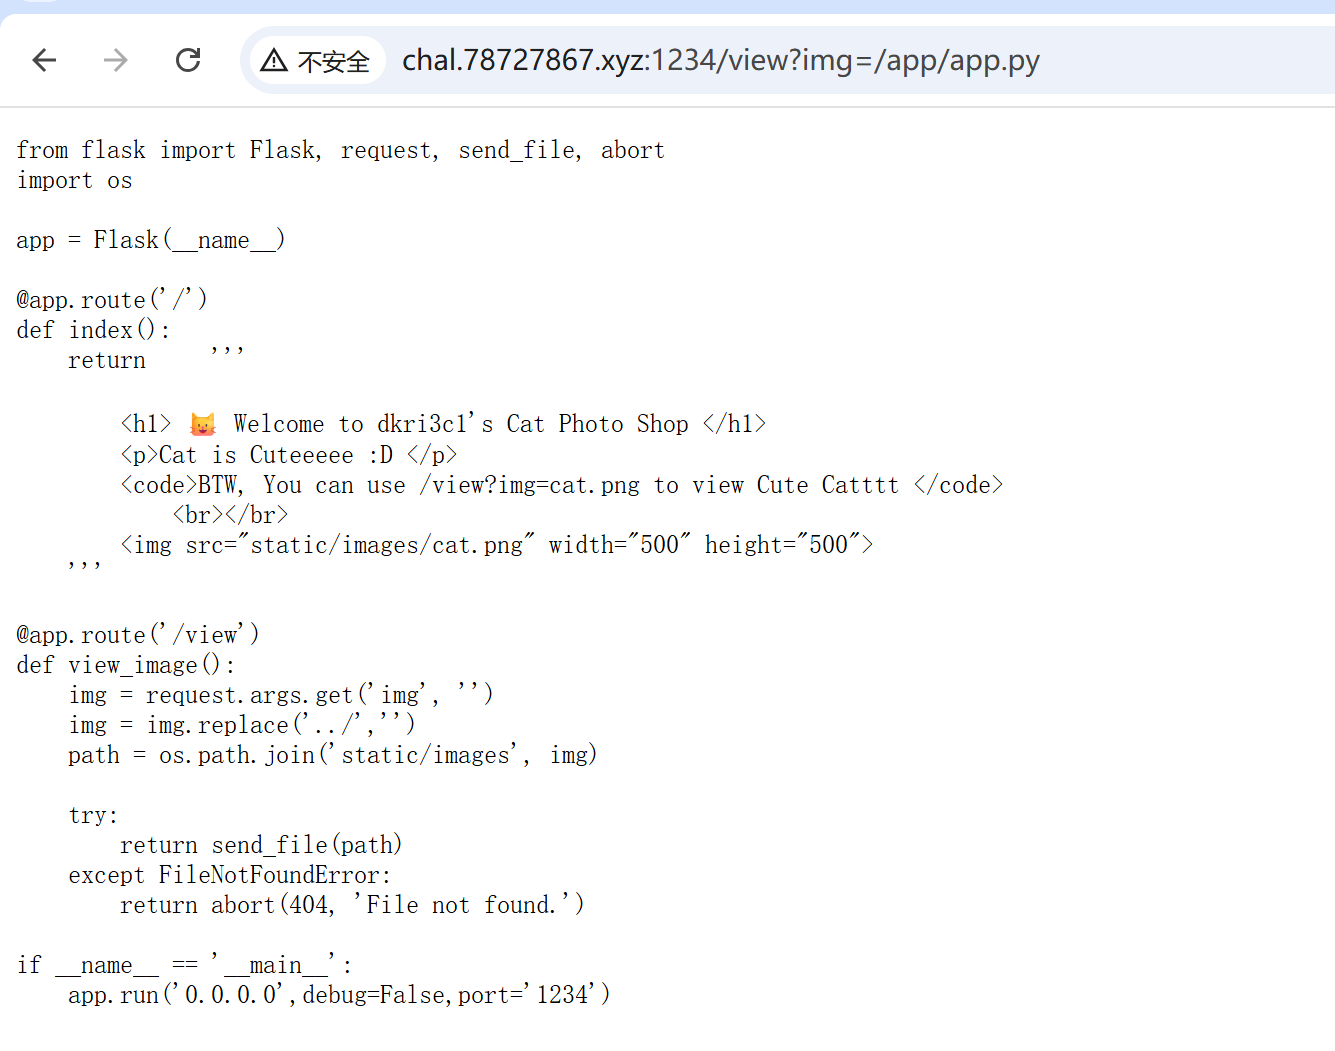 不安全 chal.78727867.xyz:1234/view?img=/app/app.py
from flask import Flask, request, send_file, abort
import os
app = Flask(__name__)
@app.route('/')
def index():
    return '''
        <h1> 😺 Welcome to dkri3c1's Cat Photo Shop </h1>
        <p>Cat is Cuteeeee :D </p>
        <code>BTW, You can use /view?img=cat.png to view Cute Catttt </code>
            <br></br>
        <img src="static/images/cat.png" width="500" height="500">
    '''
@app.route('/view')
def view_image():
    img = request.args.get('img', '')
    img = img.replace('../','')
    path = os.path.join('static/images', img)
    try:
        return send_file(path)
    except FileNotFoundError:
        return abort(404, 'File not found.')
if __name__ == '__main__':
    app.run('0.0.0.0',debug=False,port='1234')